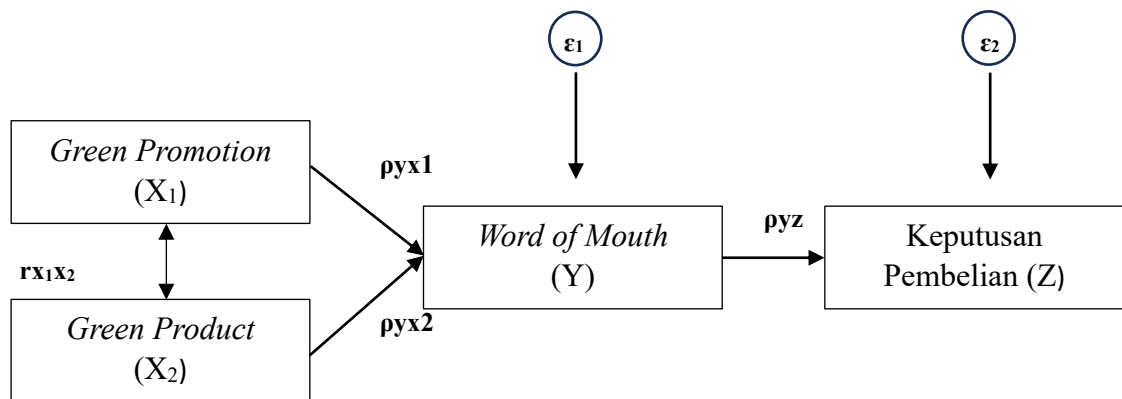 ε₁
ε₂
Green Promotion
(X₁)
ρyx1
rx₁x₂
Green Product
(X₂)
ρyx2
Word of Mouth
(Y)
ρyz
Keputusan
Pembelian (Z)